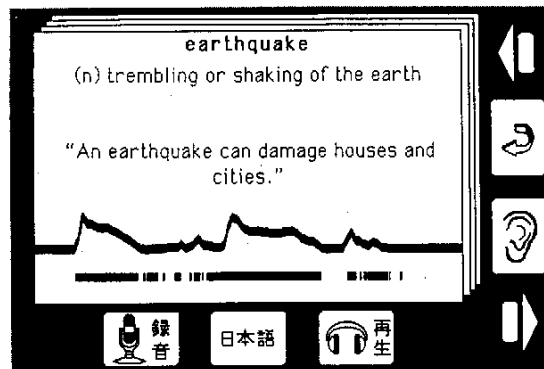 earthquake
(n) trembling or shaking of the earth
"An earthquake can damage houses and
cities."
録音
日本語
再生